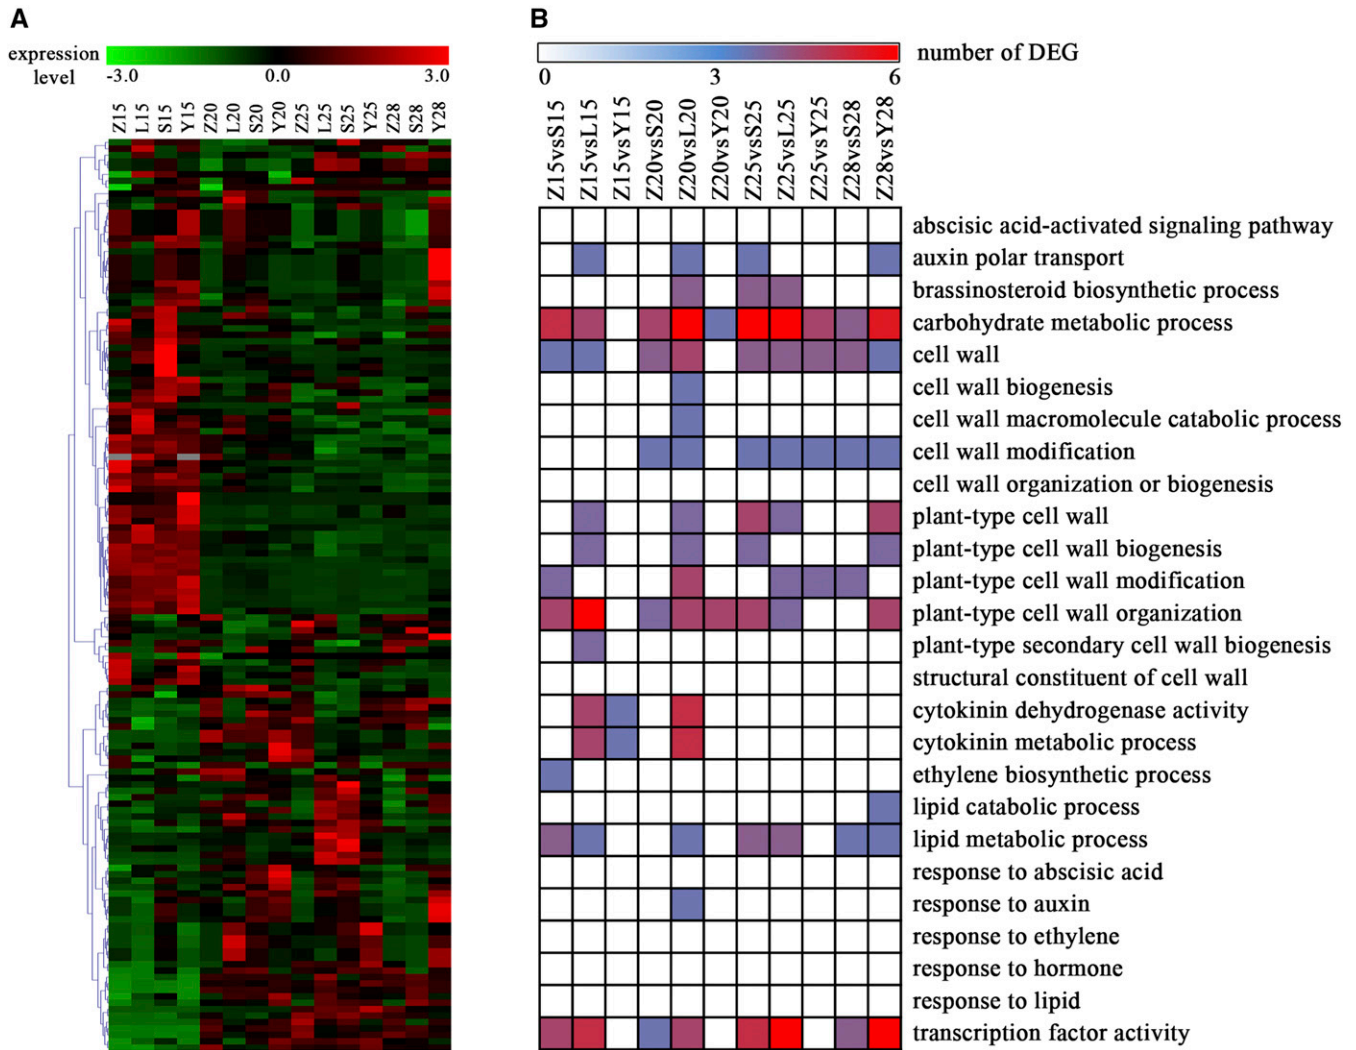 A
expression level
-3.0 0.0 3.0
Z15 L15 S15 Y15 Z20 L20 S20 Y20 Z25 L25 S25 Y25 Z28 S28 Y28
B
number of DEG
0 3 6
Z15vsS15 Z15vsL15 Z15vsY15 Z20vsS20 Z20vsL20 Z20vsY20 Z25vsS25 Z25vsL25 Z25vsY25 Z28vsS28 Z28vsY28
abscisic acid-activated signaling pathway
auxin polar transport
brassinosteroid biosynthetic process
carbohydrate metabolic process
cell wall
cell wall biogenesis
cell wall macromolecule catabolic process
cell wall modification
cell wall organization or biogenesis
plant-type cell wall
plant-type cell wall biogenesis
plant-type cell wall modification
plant-type cell wall organization
plant-type secondary cell wall biogenesis
structural constituent of cell wall
cytokinin dehydrogenase activity
cytokinin metabolic process
ethylene biosynthetic process
lipid catabolic process
lipid metabolic process
response to abscisic acid
response to auxin
response to ethylene
response to hormone
response to lipid
transcription factor activity